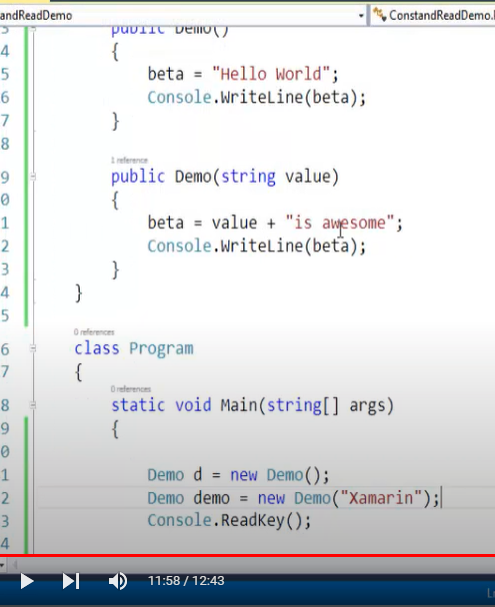 andReadDemo
ConstandReadDemo.
public Demo()
4 {
5 beta = "Hello World";
6 Console.WriteLine(beta);
7 }
8
1 reference
9 public Demo(string value)
0 {
1 beta = value + "is awesome";
2 Console.WriteLine(beta);
3 }
4 }
5
0 references
6 class Program
7 {
0 references
8 static void Main(string[] args)
9 {
0
1 Demo d = new Demo();
2 Demo demo = new Demo("Xamarin");
3 Console.ReadKey();
4
11:58 / 12:43